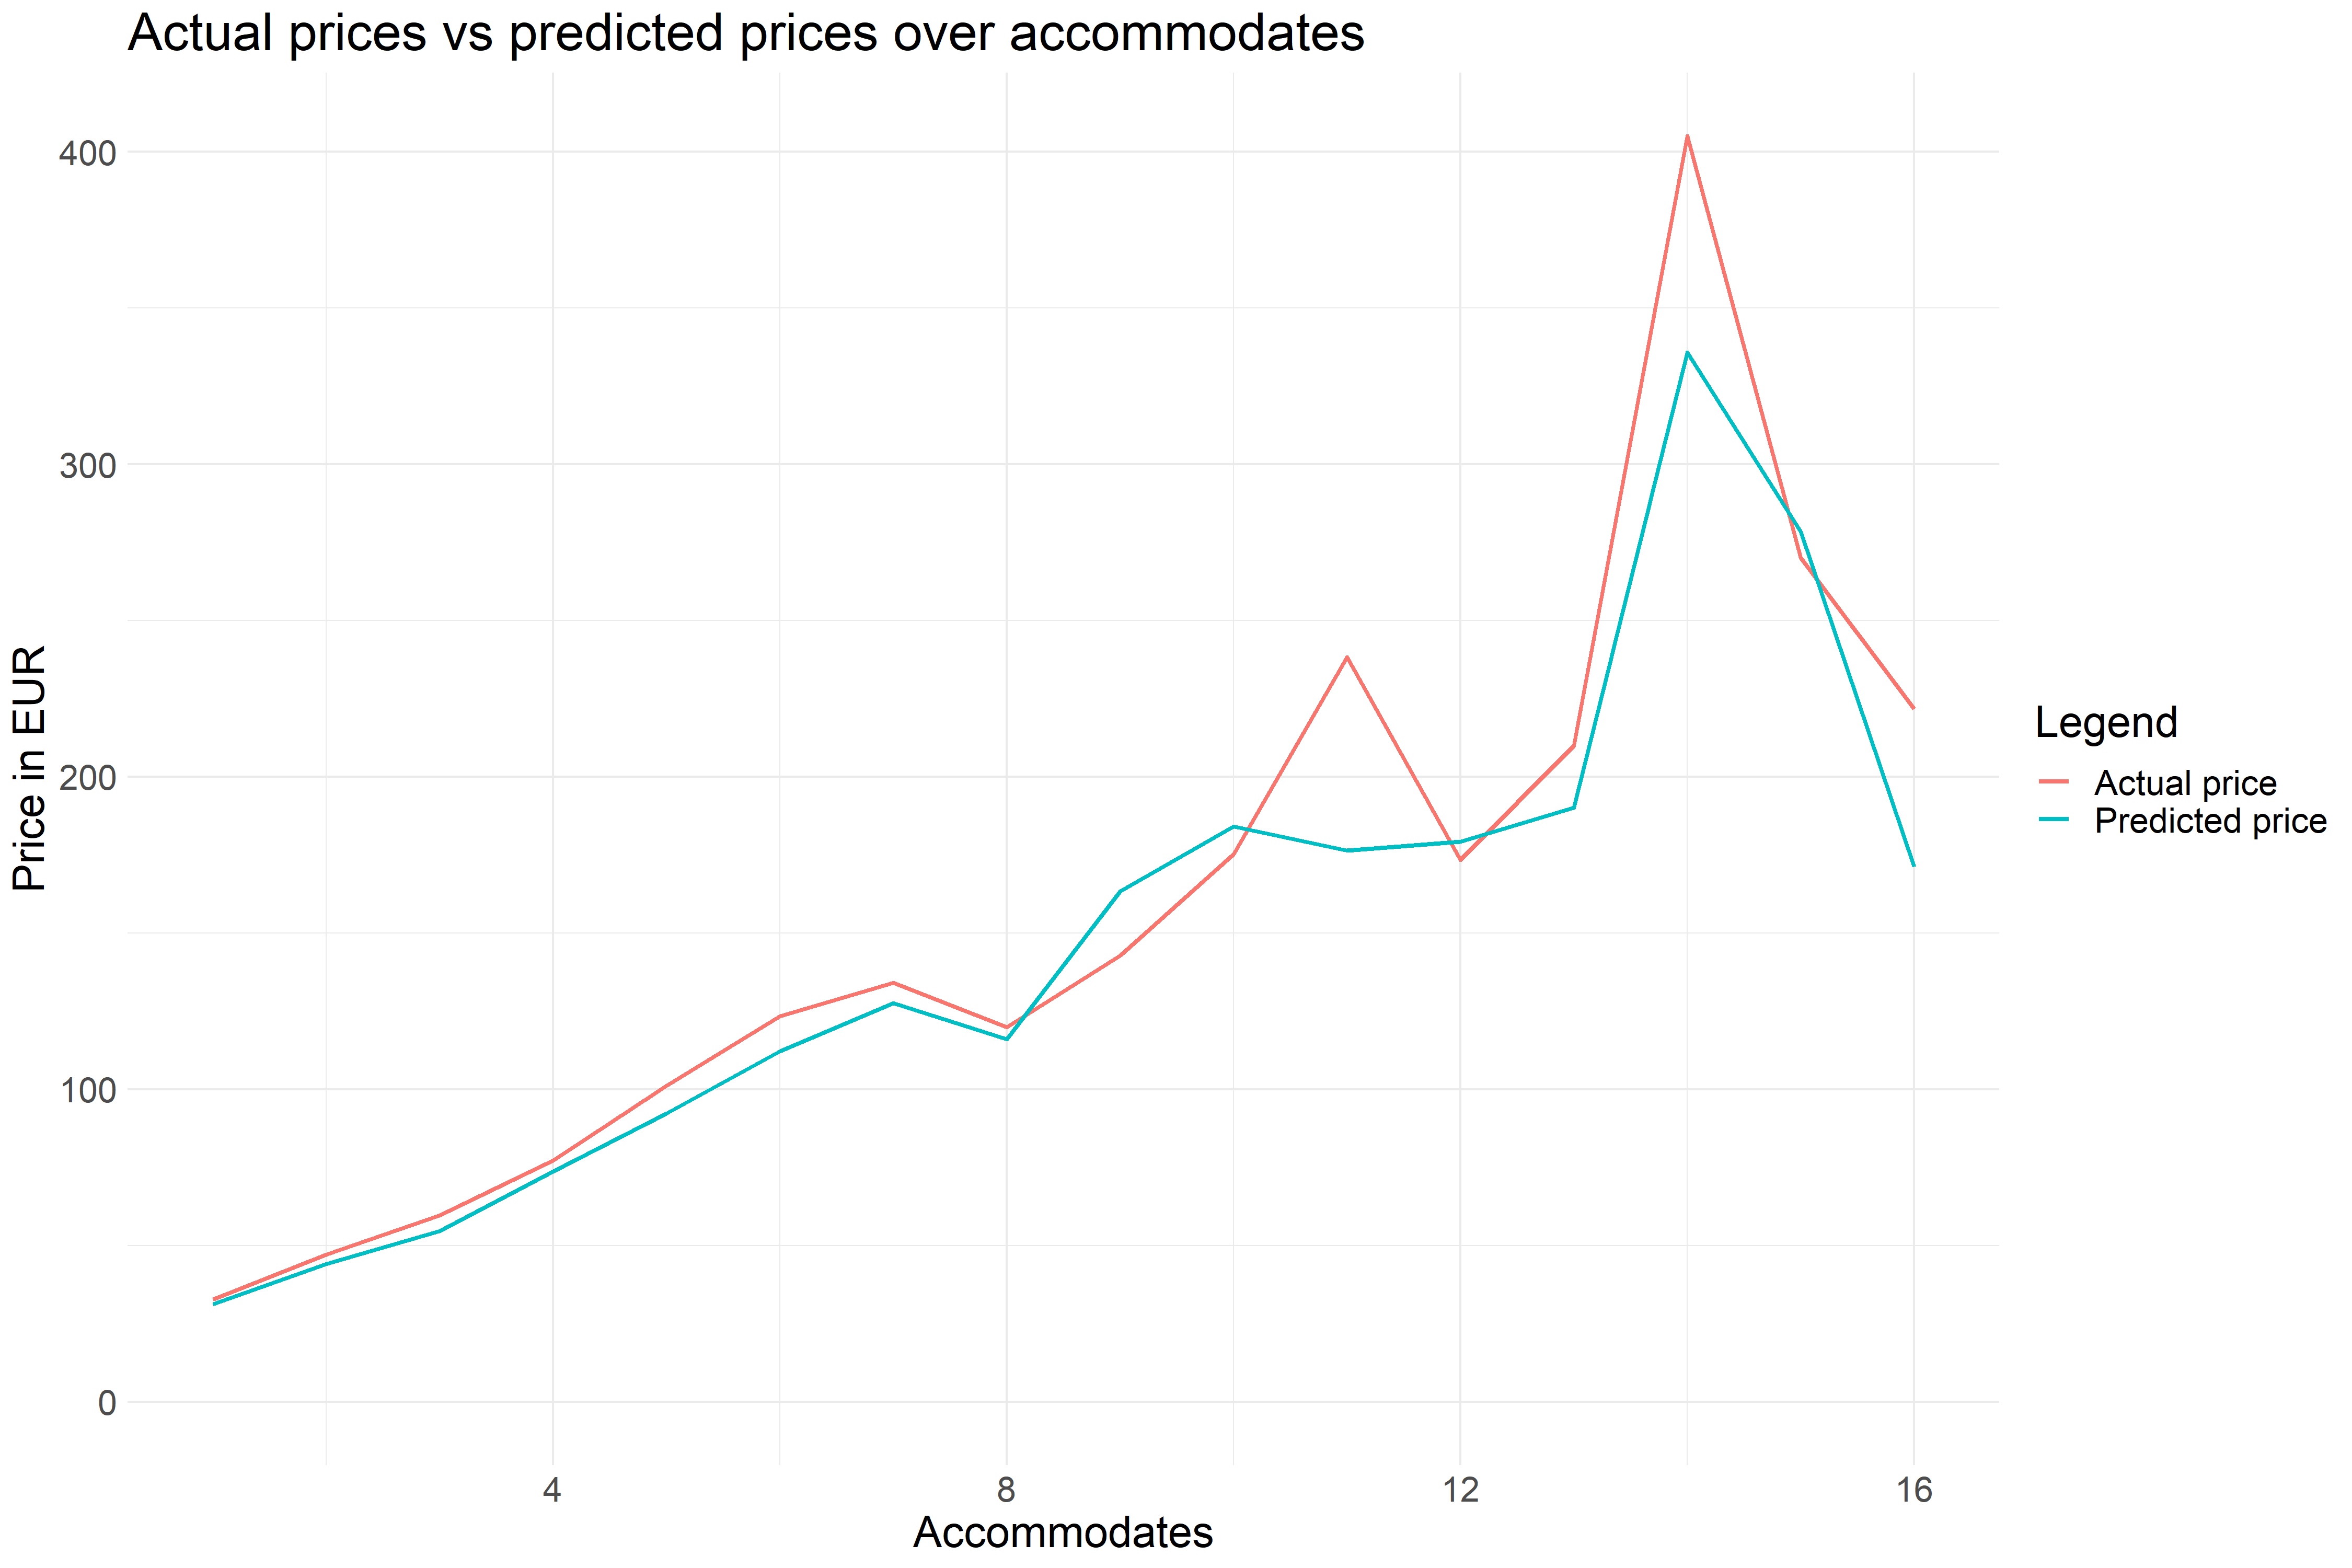 Actual prices vs predicted prices over accommodates
Price in EUR
400
300
200
100
0
4
8
12
16
Accommodates
Legend
Actual price
Predicted price